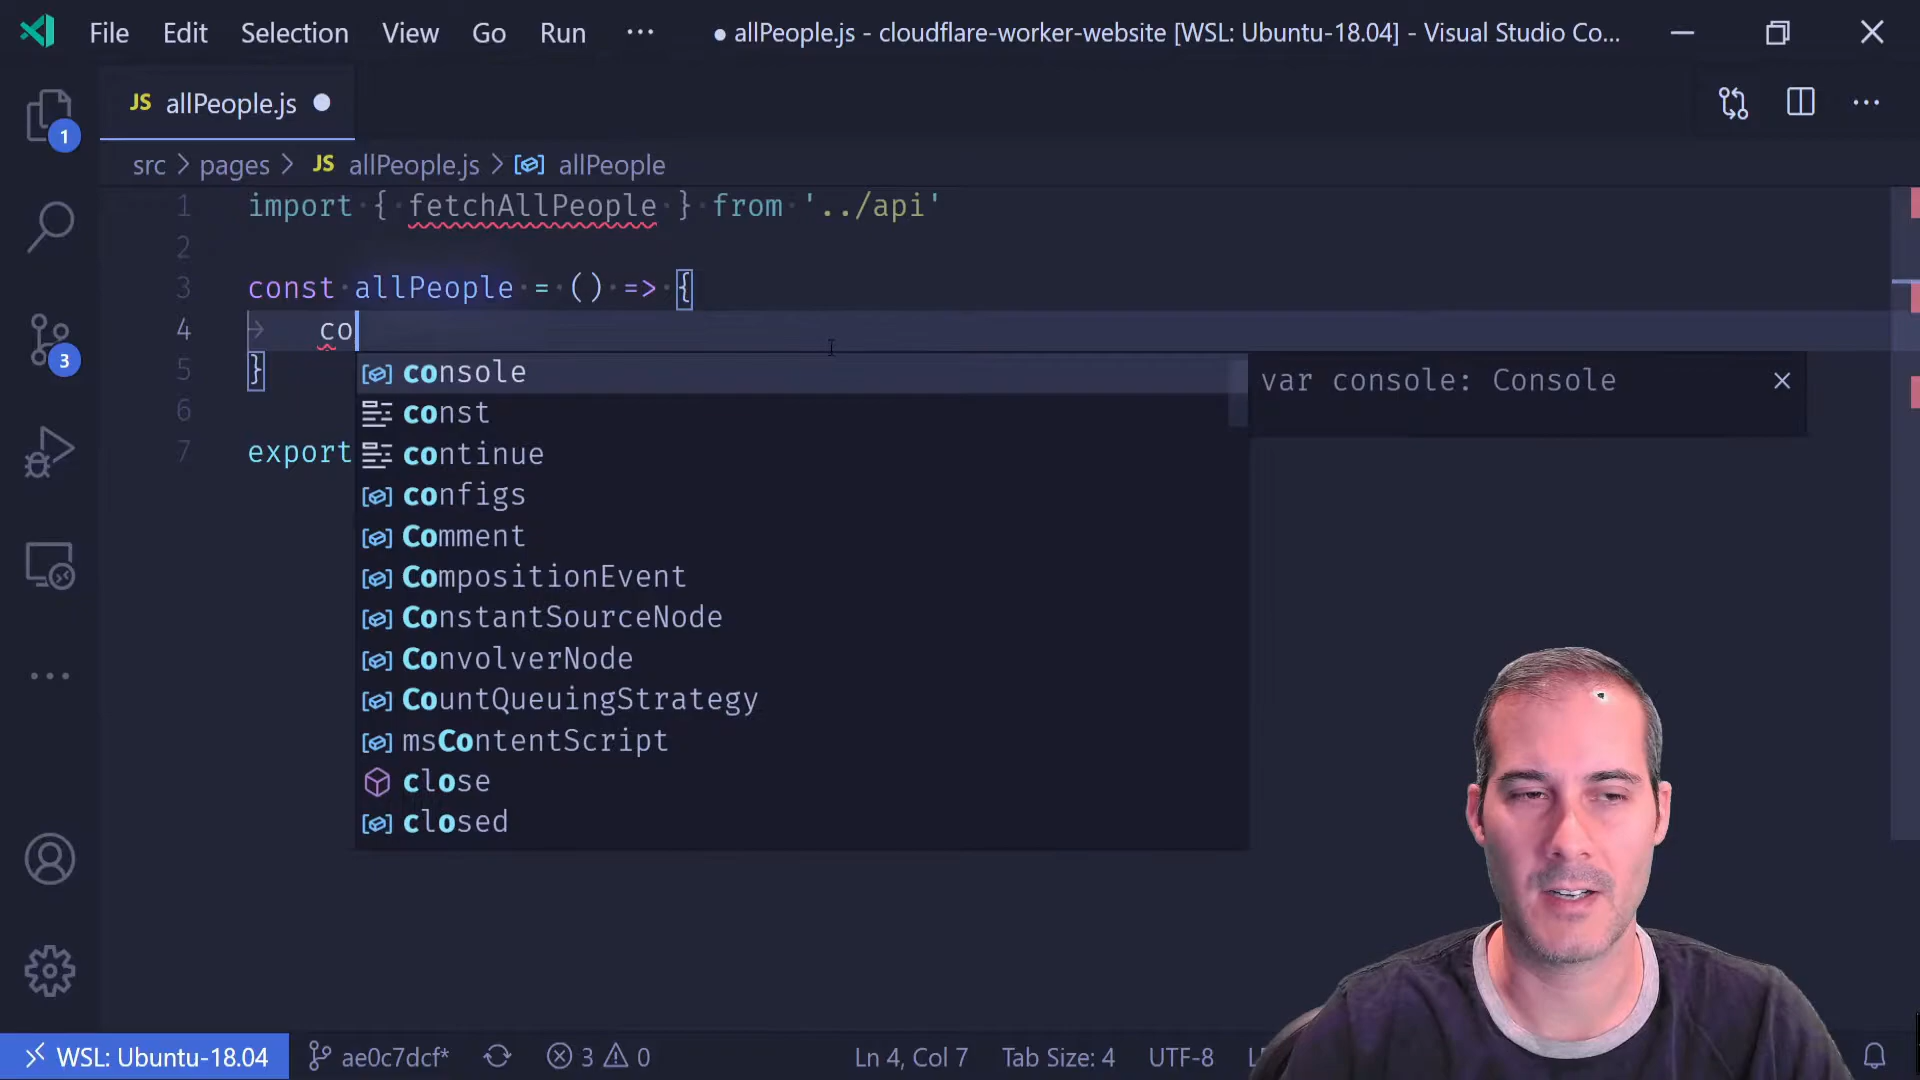 File Edit Selection View Go Run ··· ● allPeople.js - cloudflare-worker-website [WSL: Ubuntu-18.04] - Visual Studio Co...
JS allPeople.js ●
src > pages > JS allPeople.js > allPeople
1 import { fetchAllPeople } from '../api'
2
3 const allPeople = () => {
4 co
5 }
6
7 export
console
const
continue
configs
Comment
CompositionEvent
ConstantSourceNode
ConvolverNode
CountQueuingStrategy
msContentScript
close
closed
var console: Console
1
3
WSL: Ubuntu-18.04 ae0c7dcf* 3 0 Ln 4, Col 7 Tab Size: 4 UTF-8